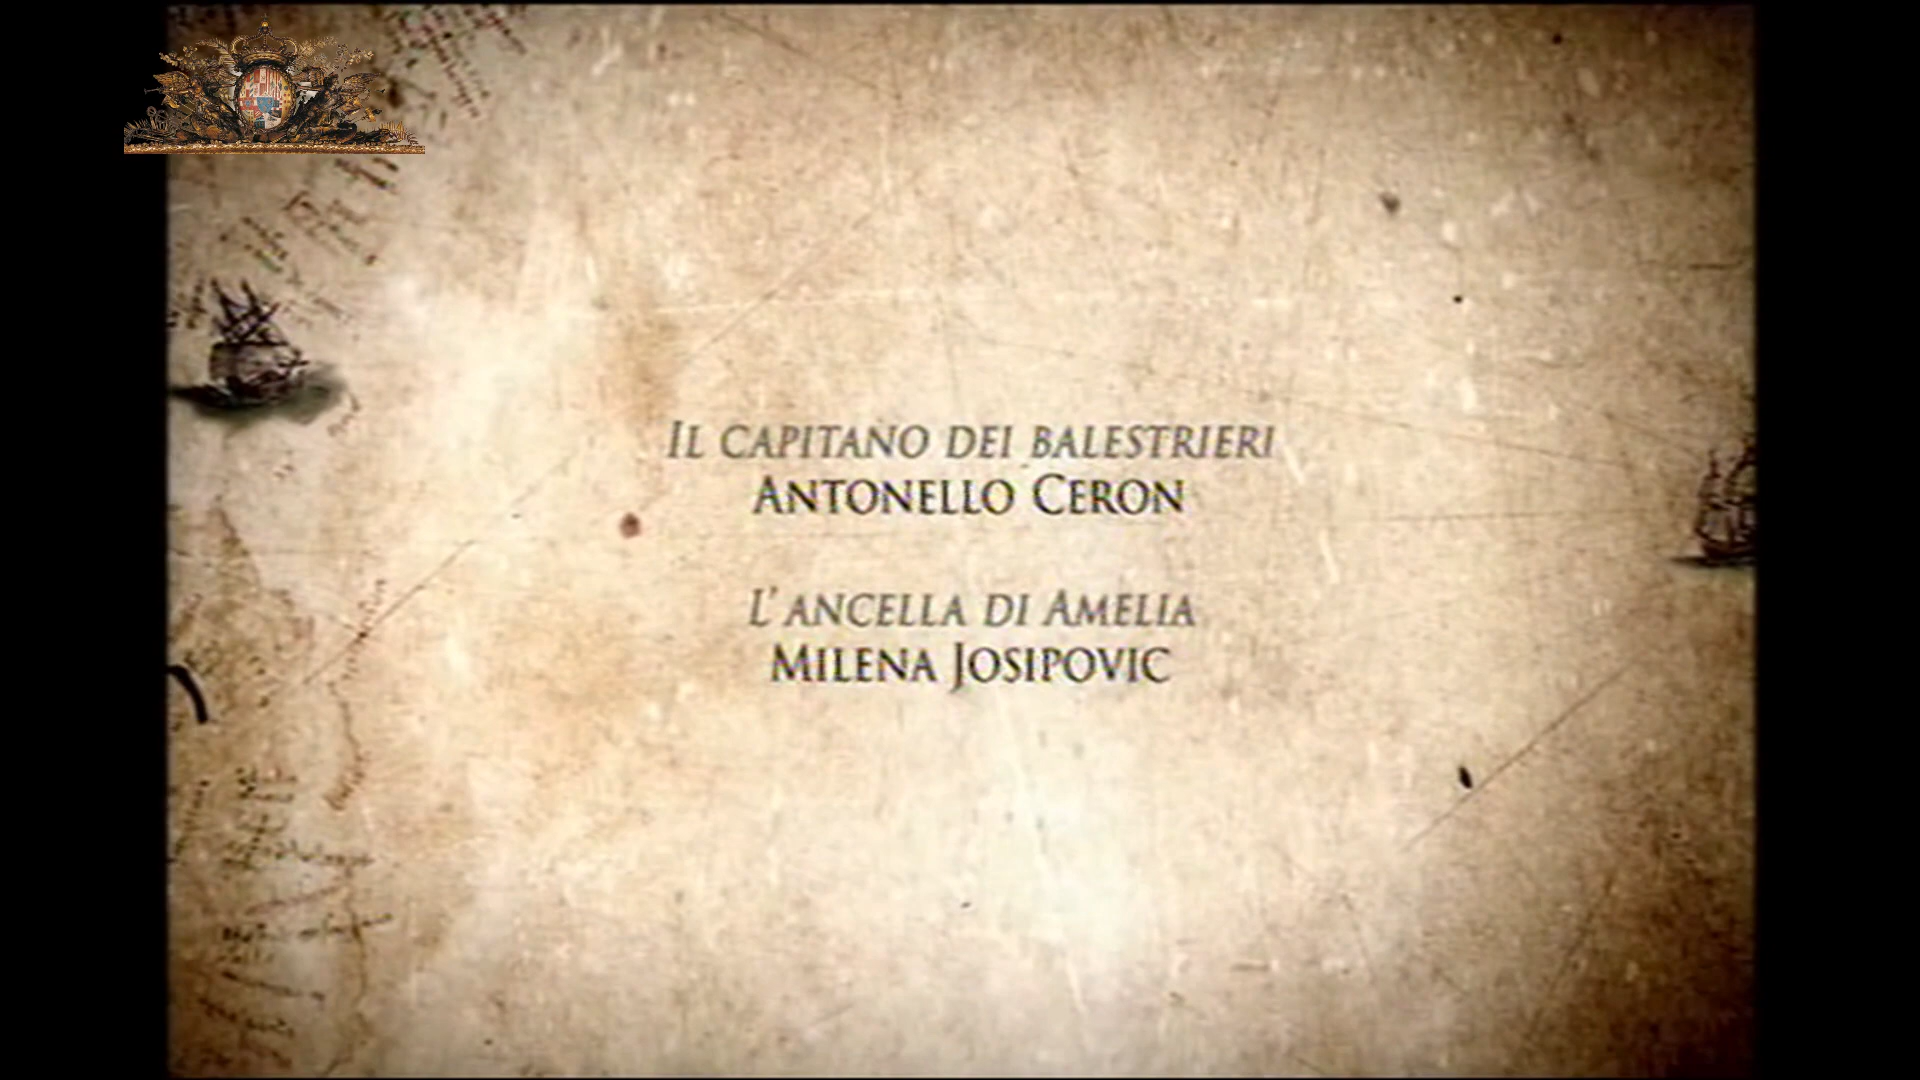 Il capitano dei balestrieri
Antonello Ceron
L'ancella di Amelia
Milena Josipovic